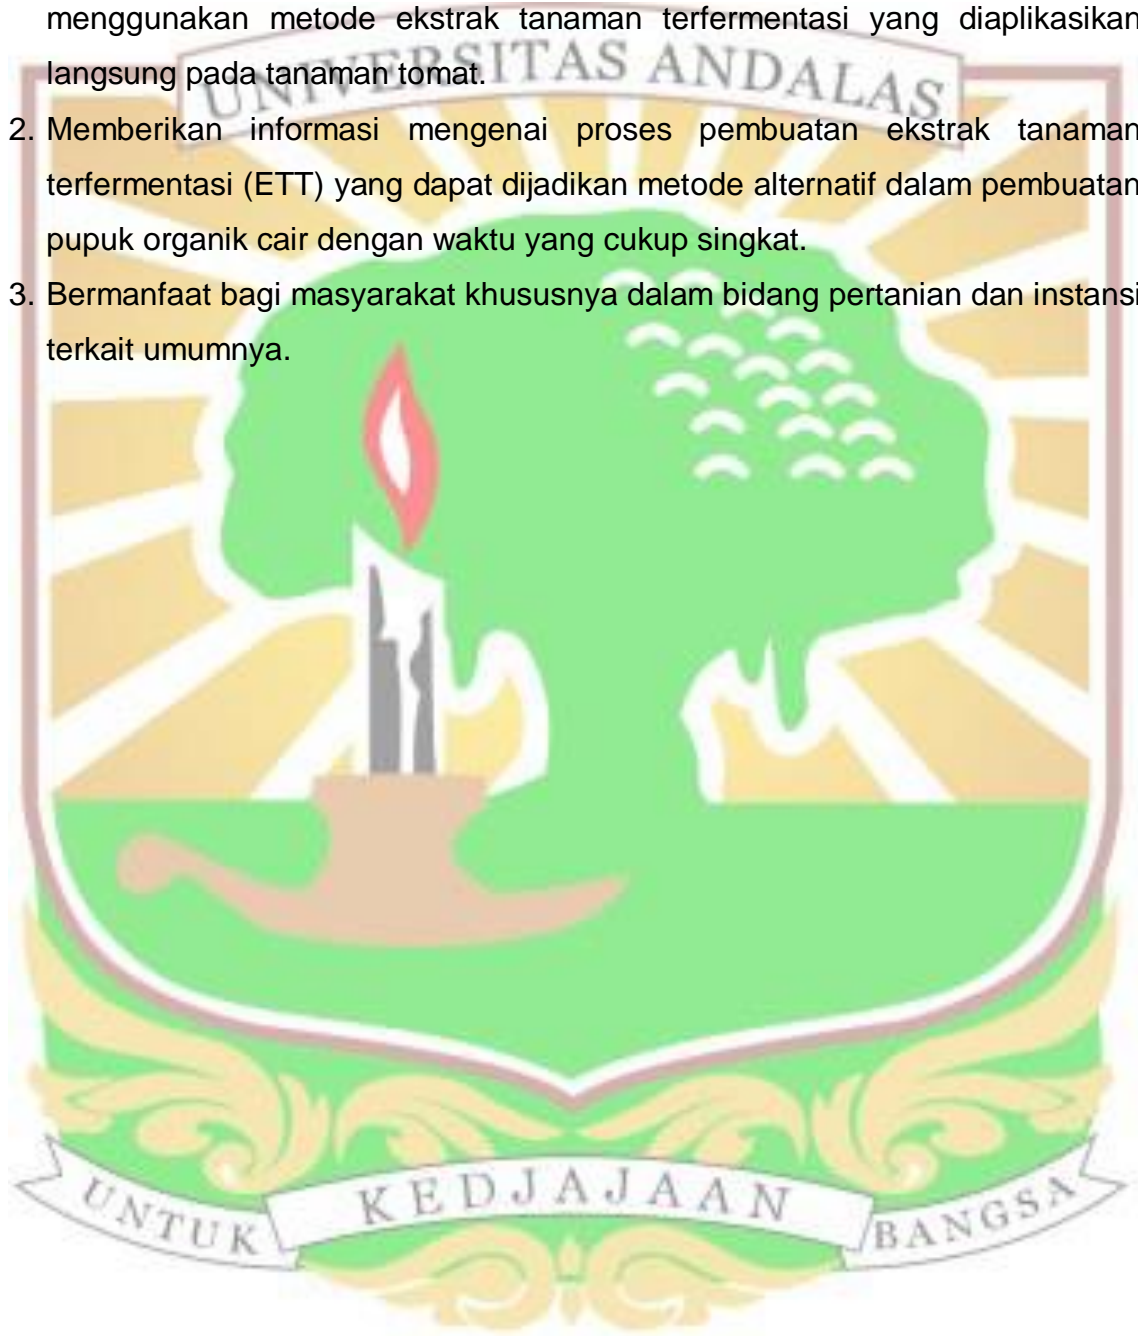 menggunakan metode ekstrak tanaman terfermentasi yang diaplikasikan
langsung pada tanaman tomat.
UNIVERSITAS ANDALAS
2. Memberikan informasi mengenai proses pembuatan ekstrak tanaman
terfermentasi (ETT) yang dapat dijadikan metode alternatif dalam pembuatan
pupuk organik cair dengan waktu yang cukup singkat.
3. Bermanfaat bagi masyarakat khususnya dalam bidang pertanian dan instansi
terkait umumnya.
UNTUK KEDJAJAAN BANGSA